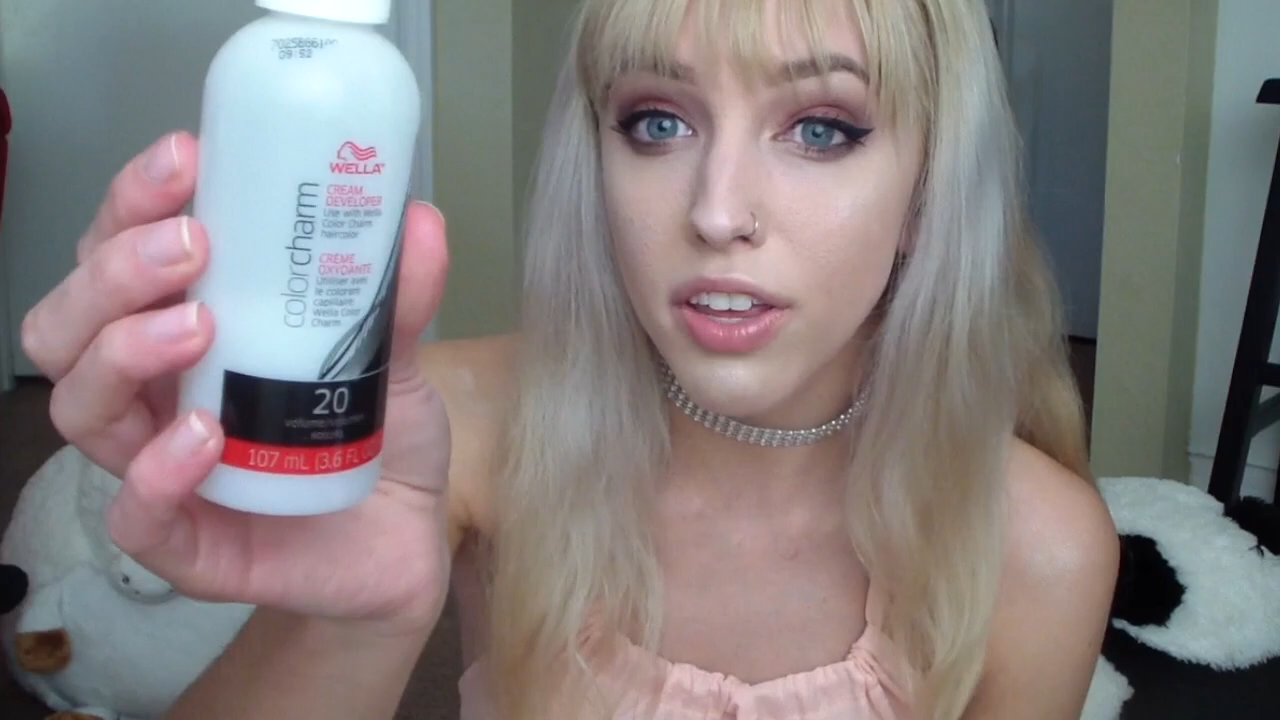 09:52
WELLA
colorcharm
CREAM
DEVELOPER
Use with Wella
Color Charm
haircolor
CRÈME
OXYDANTE
Utiliser avec
le colorant
capillaire
Wella Color
Charm
20
volume/volumen
107 mL (3.6 FL